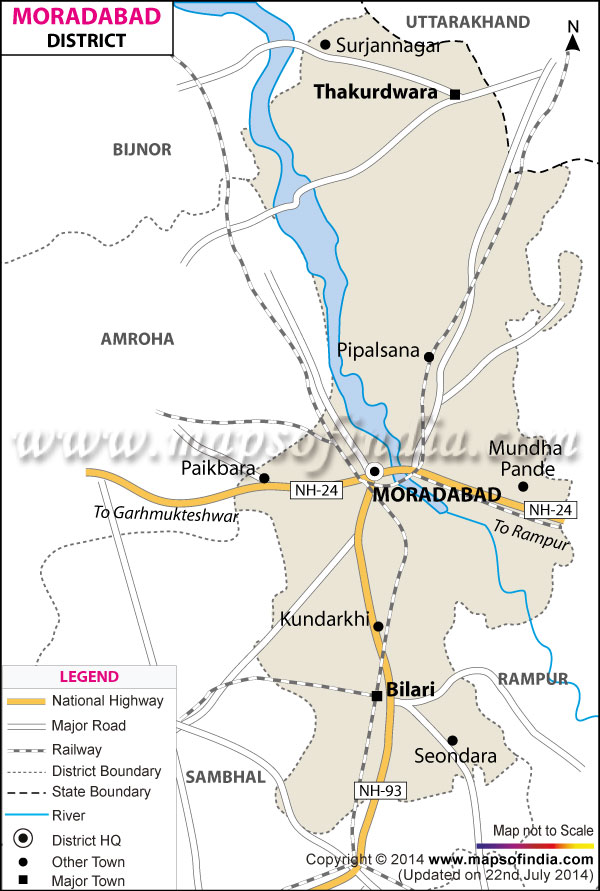 MORADABAD
DISTRICT
UTTARAKHAND
N
Surjannagar
Thakurdwara
BIJNOR
AMROHA
Pipalsana
www.mapsofindia.com
Mundha
Pande
Paikbara
NH-24
MORADABAD
NH-24
To Garhmukteshwar
To Rampur
Kundarkhi
LEGEND
National Highway
Major Road
Railway
District Boundary
State Boundary
River
District HQ
Other Town
Major Town
Bilari
RAMPUR
Seondara
SAMBHAL
NH-93
Map not to Scale
Copyright © 2014 www.mapsofindia.com
(Updated on 22nd July 2014)